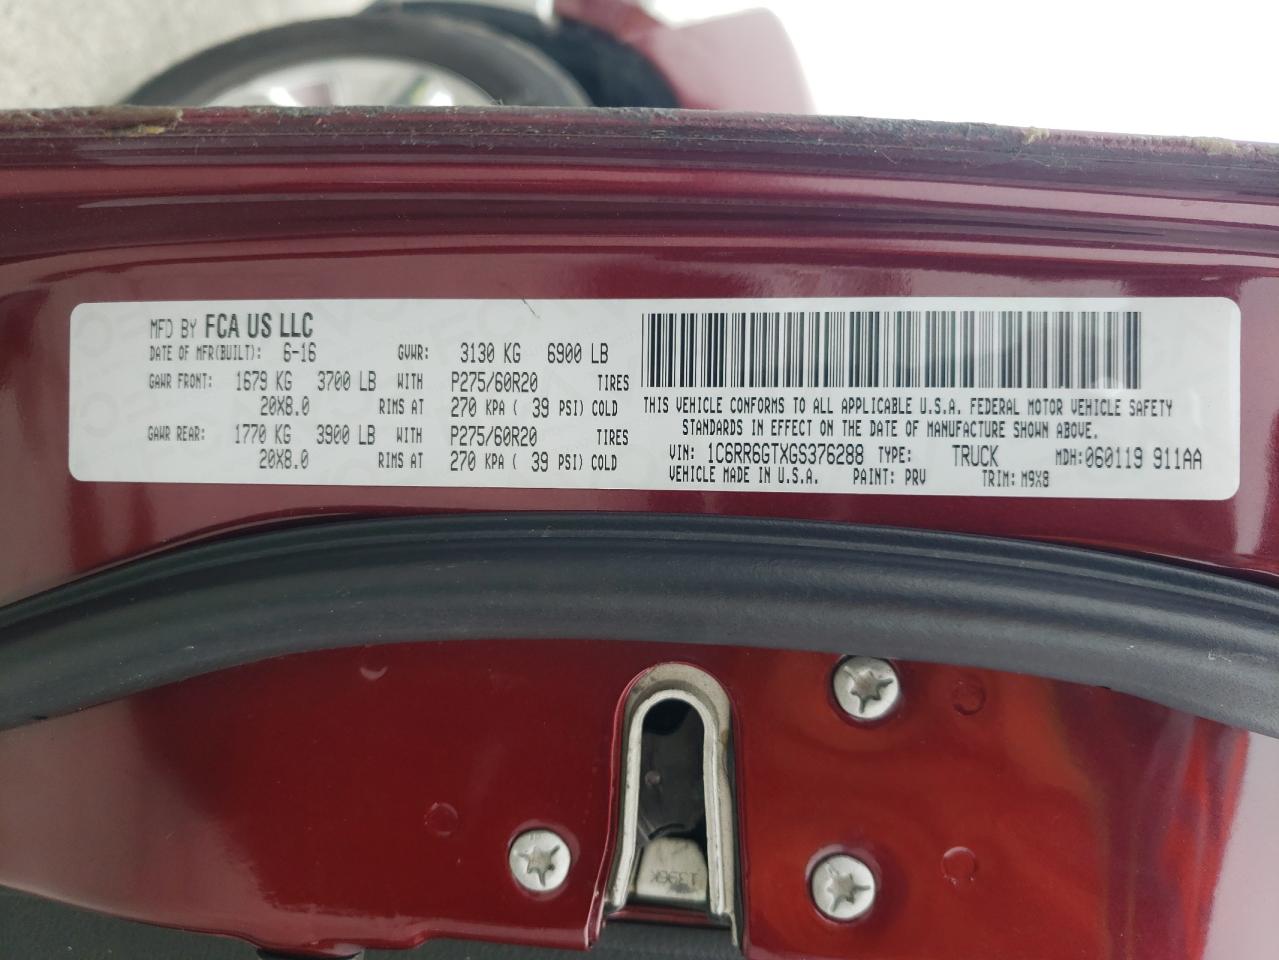 MFD BY FCA US LLC
DATE OF MFR(BUILT): 6-16 GVWR: 3130 KG 6900 LB
GAWR FRONT: 1679 KG 3700 LB WITH P275/60R20 TIRES
20X8.0 RIMS AT 270 KPA ( 39 PSI) COLD
GAWR REAR: 1770 KG 3900 LB WITH P275/60R20 TIRES
20X8.0 RIMS AT 270 KPA ( 39 PSI) COLD
THIS VEHICLE CONFORMS TO ALL APPLICABLE U.S.A. FEDERAL MOTOR VEHICLE SAFETY
STANDARDS IN EFFECT ON THE DATE OF MANUFACTURE SHOWN ABOVE.
VIN: 1C6RR6GTXGS376288 TYPE: TRUCK MDH:060119 911AA
VEHICLE MADE IN U.S.A. PAINT: PRV TRIM: M9X8